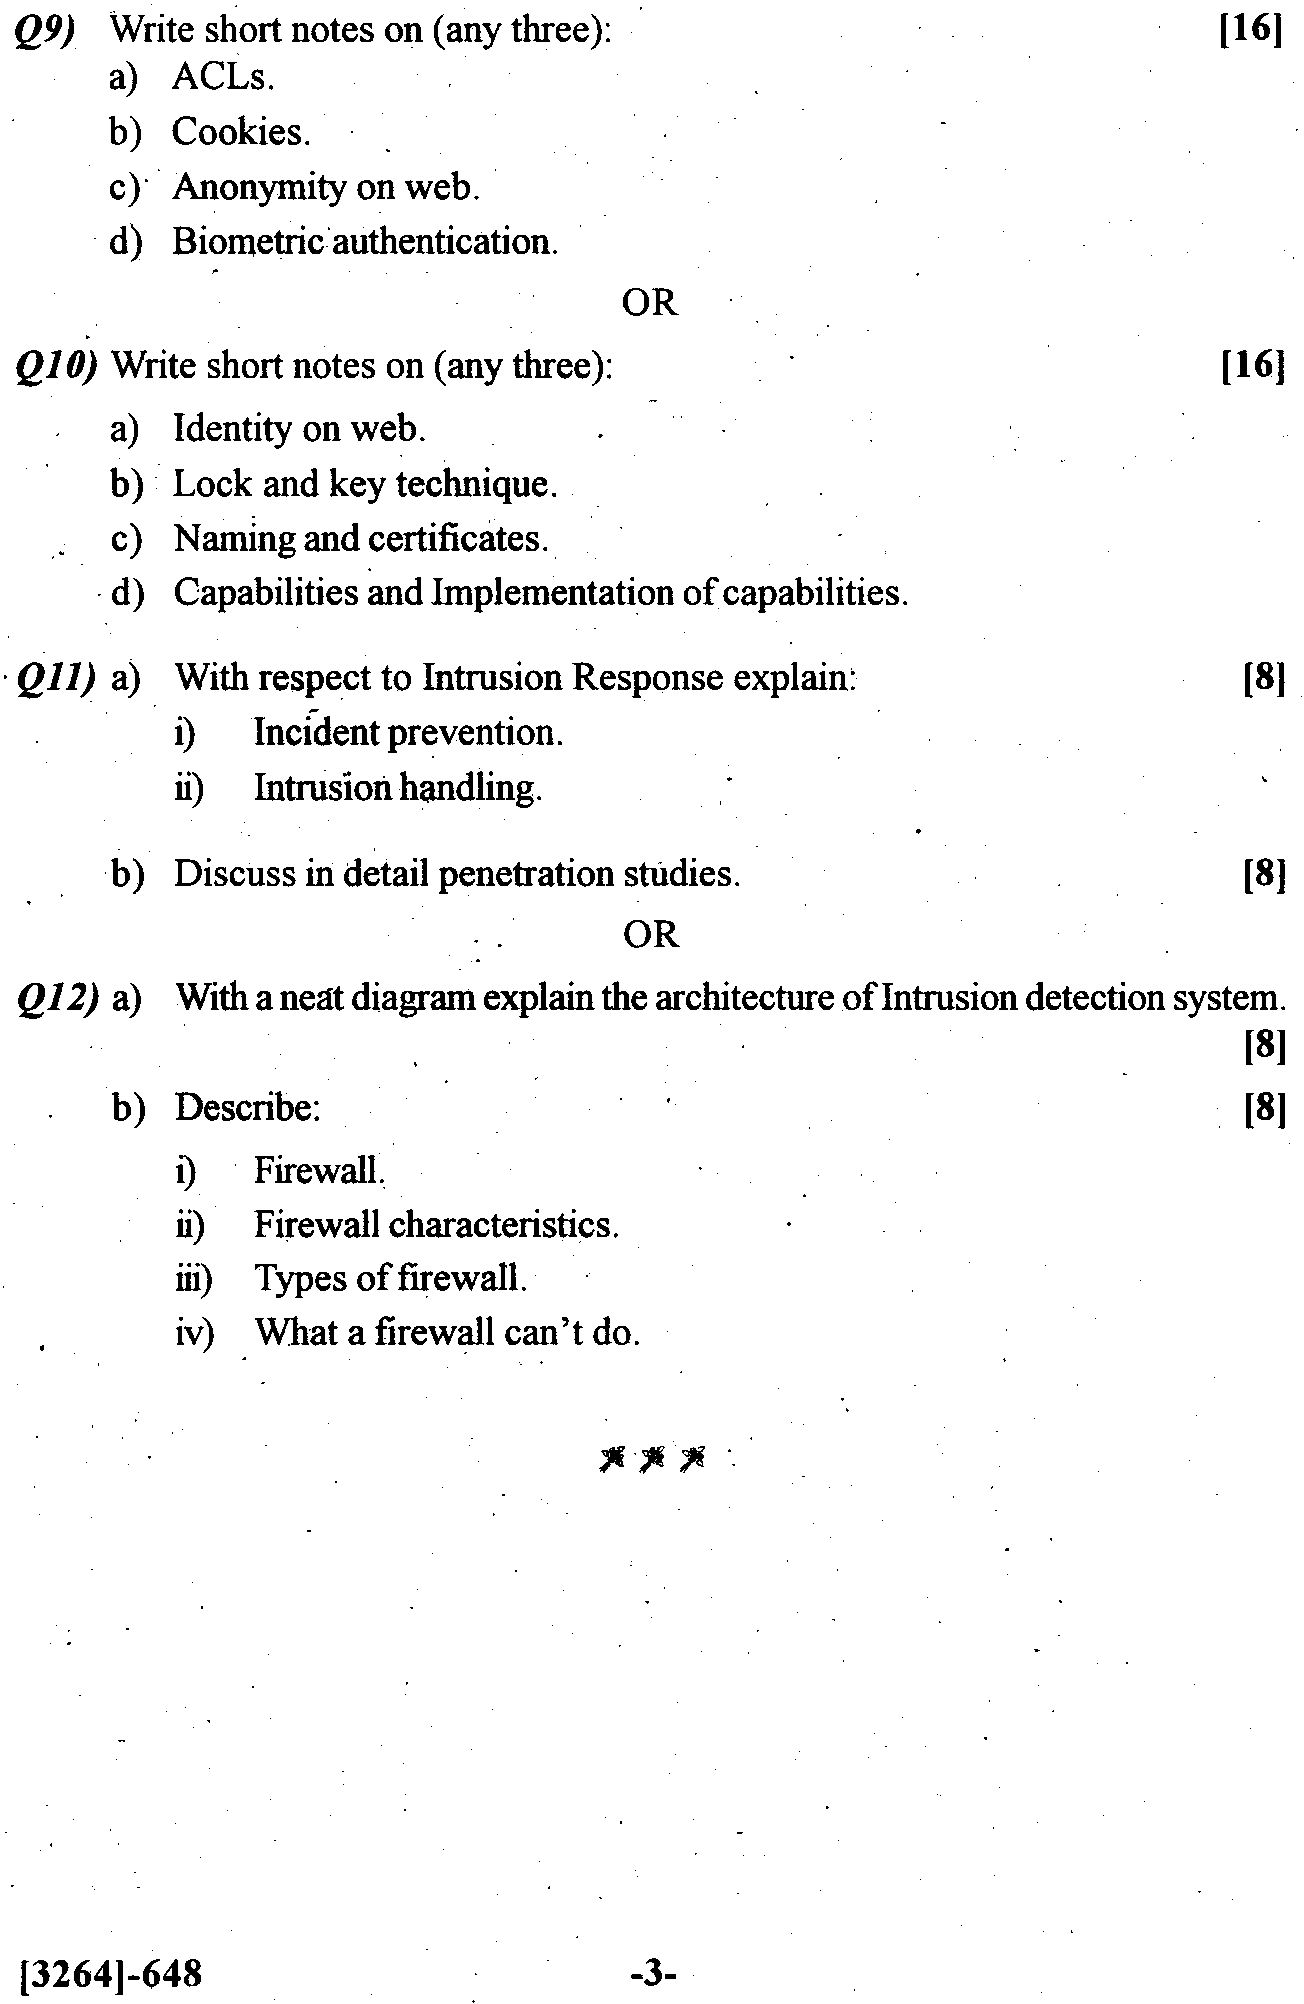 Q9) Write short notes on (any three): [16]
a) ACLs.
b) Cookies.
c) Anonymity on web.
d) Biometric authentication.
OR
Q10) Write short notes on (any three): [16]
a) Identity on web.
b) Lock and key technique.
c) Naming and certificates.
d) Capabilities and Implementation of capabilities.
Q11) a) With respect to Intrusion Response explain: [8]
i) Incident prevention.
ii) Intrusion handling.
b) Discuss in detail penetration studies. [8]
OR
Q12) a) With a neat diagram explain the architecture of Intrusion detection system.
[8]
b) Describe: [8]
i) Firewall.
ii) Firewall characteristics.
iii) Types of firewall.
iv) What a firewall can't do.
[3264]-648 -3-